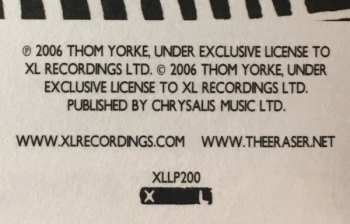 ℗ 2006 THOM YORKE, UNDER EXCLUSIVE LICENSE TO
XL RECORDINGS LTD. © 2006 THOM YORKE, UNDER
EXCLUSIVE LICENSE TO XL RECORDINGS LTD.
PUBLISHED BY CHRYSALIS MUSIC LTD.
WWW.XLRECORDINGS.COM WWW.THEERASER.NET
XLLP200
X L